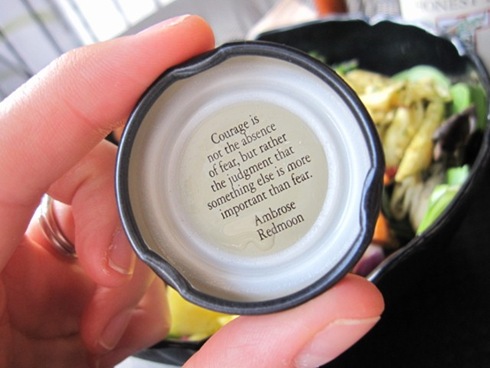 HONEST
Courage is
not the absence
of fear, but rather
the judgment that
something else is more
important than fear.
Ambrose
Redmoon